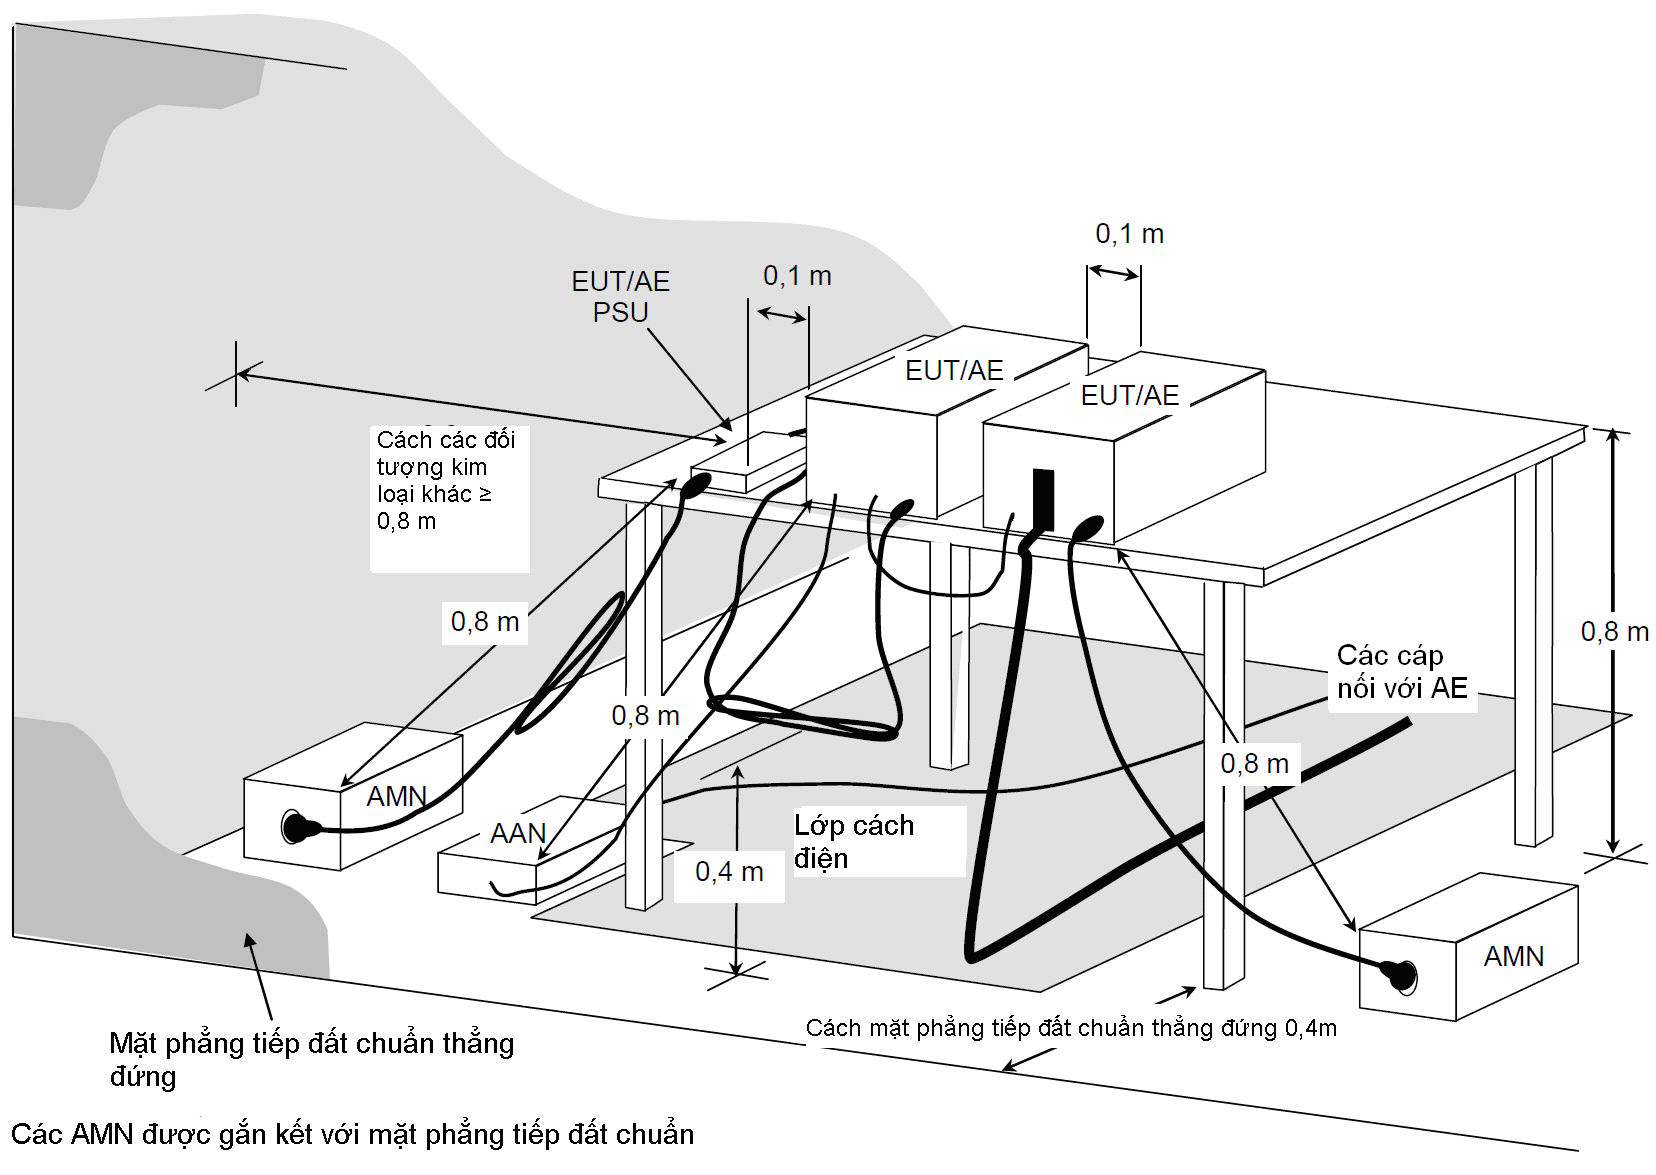 0,1 m
EUT/AE
PSU
0,1 m
EUT/AE
EUT/AE
Cách các đối
tượng kim
loại khác ≥
0,8 m
0,8 m
0,8 m
0,8 m
Các cáp
nối với AE
0,8 m
AMN
AAN
Lớp cách
điện
0,4 m
AMN
Cách mặt phẳng tiếp đất chuẩn thẳng đứng 0,4m
Mặt phẳng tiếp đất chuẩn thẳng
đứng
Các AMN được gắn kết với mặt phẳng tiếp đất chuẩn